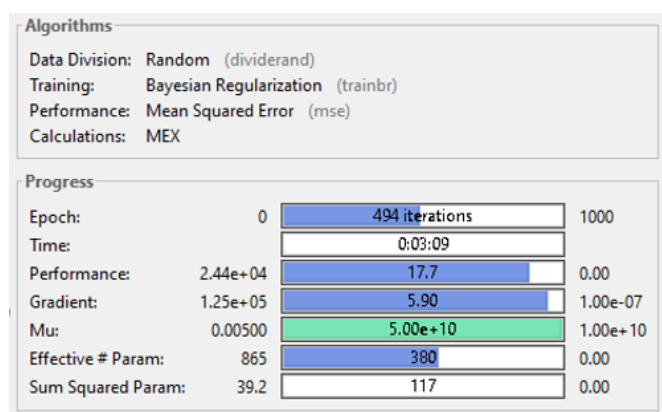 Algorithms
Data Division: Random (dividerand)
Training: Bayesian Regularization (trainbr)
Performance: Mean Squared Error (mse)
Calculations: MEX
Progress
Epoch: 0 494 iterations 1000
Time: 0:03:09
Performance: 2.44e+04 17.7 0.00
Gradient: 1.25e+05 5.90 1.00e-07
Mu: 0.00500 5.00e+10 1.00e+10
Effective # Param: 865 380 0.00
Sum Squared Param: 39.2 117 0.00